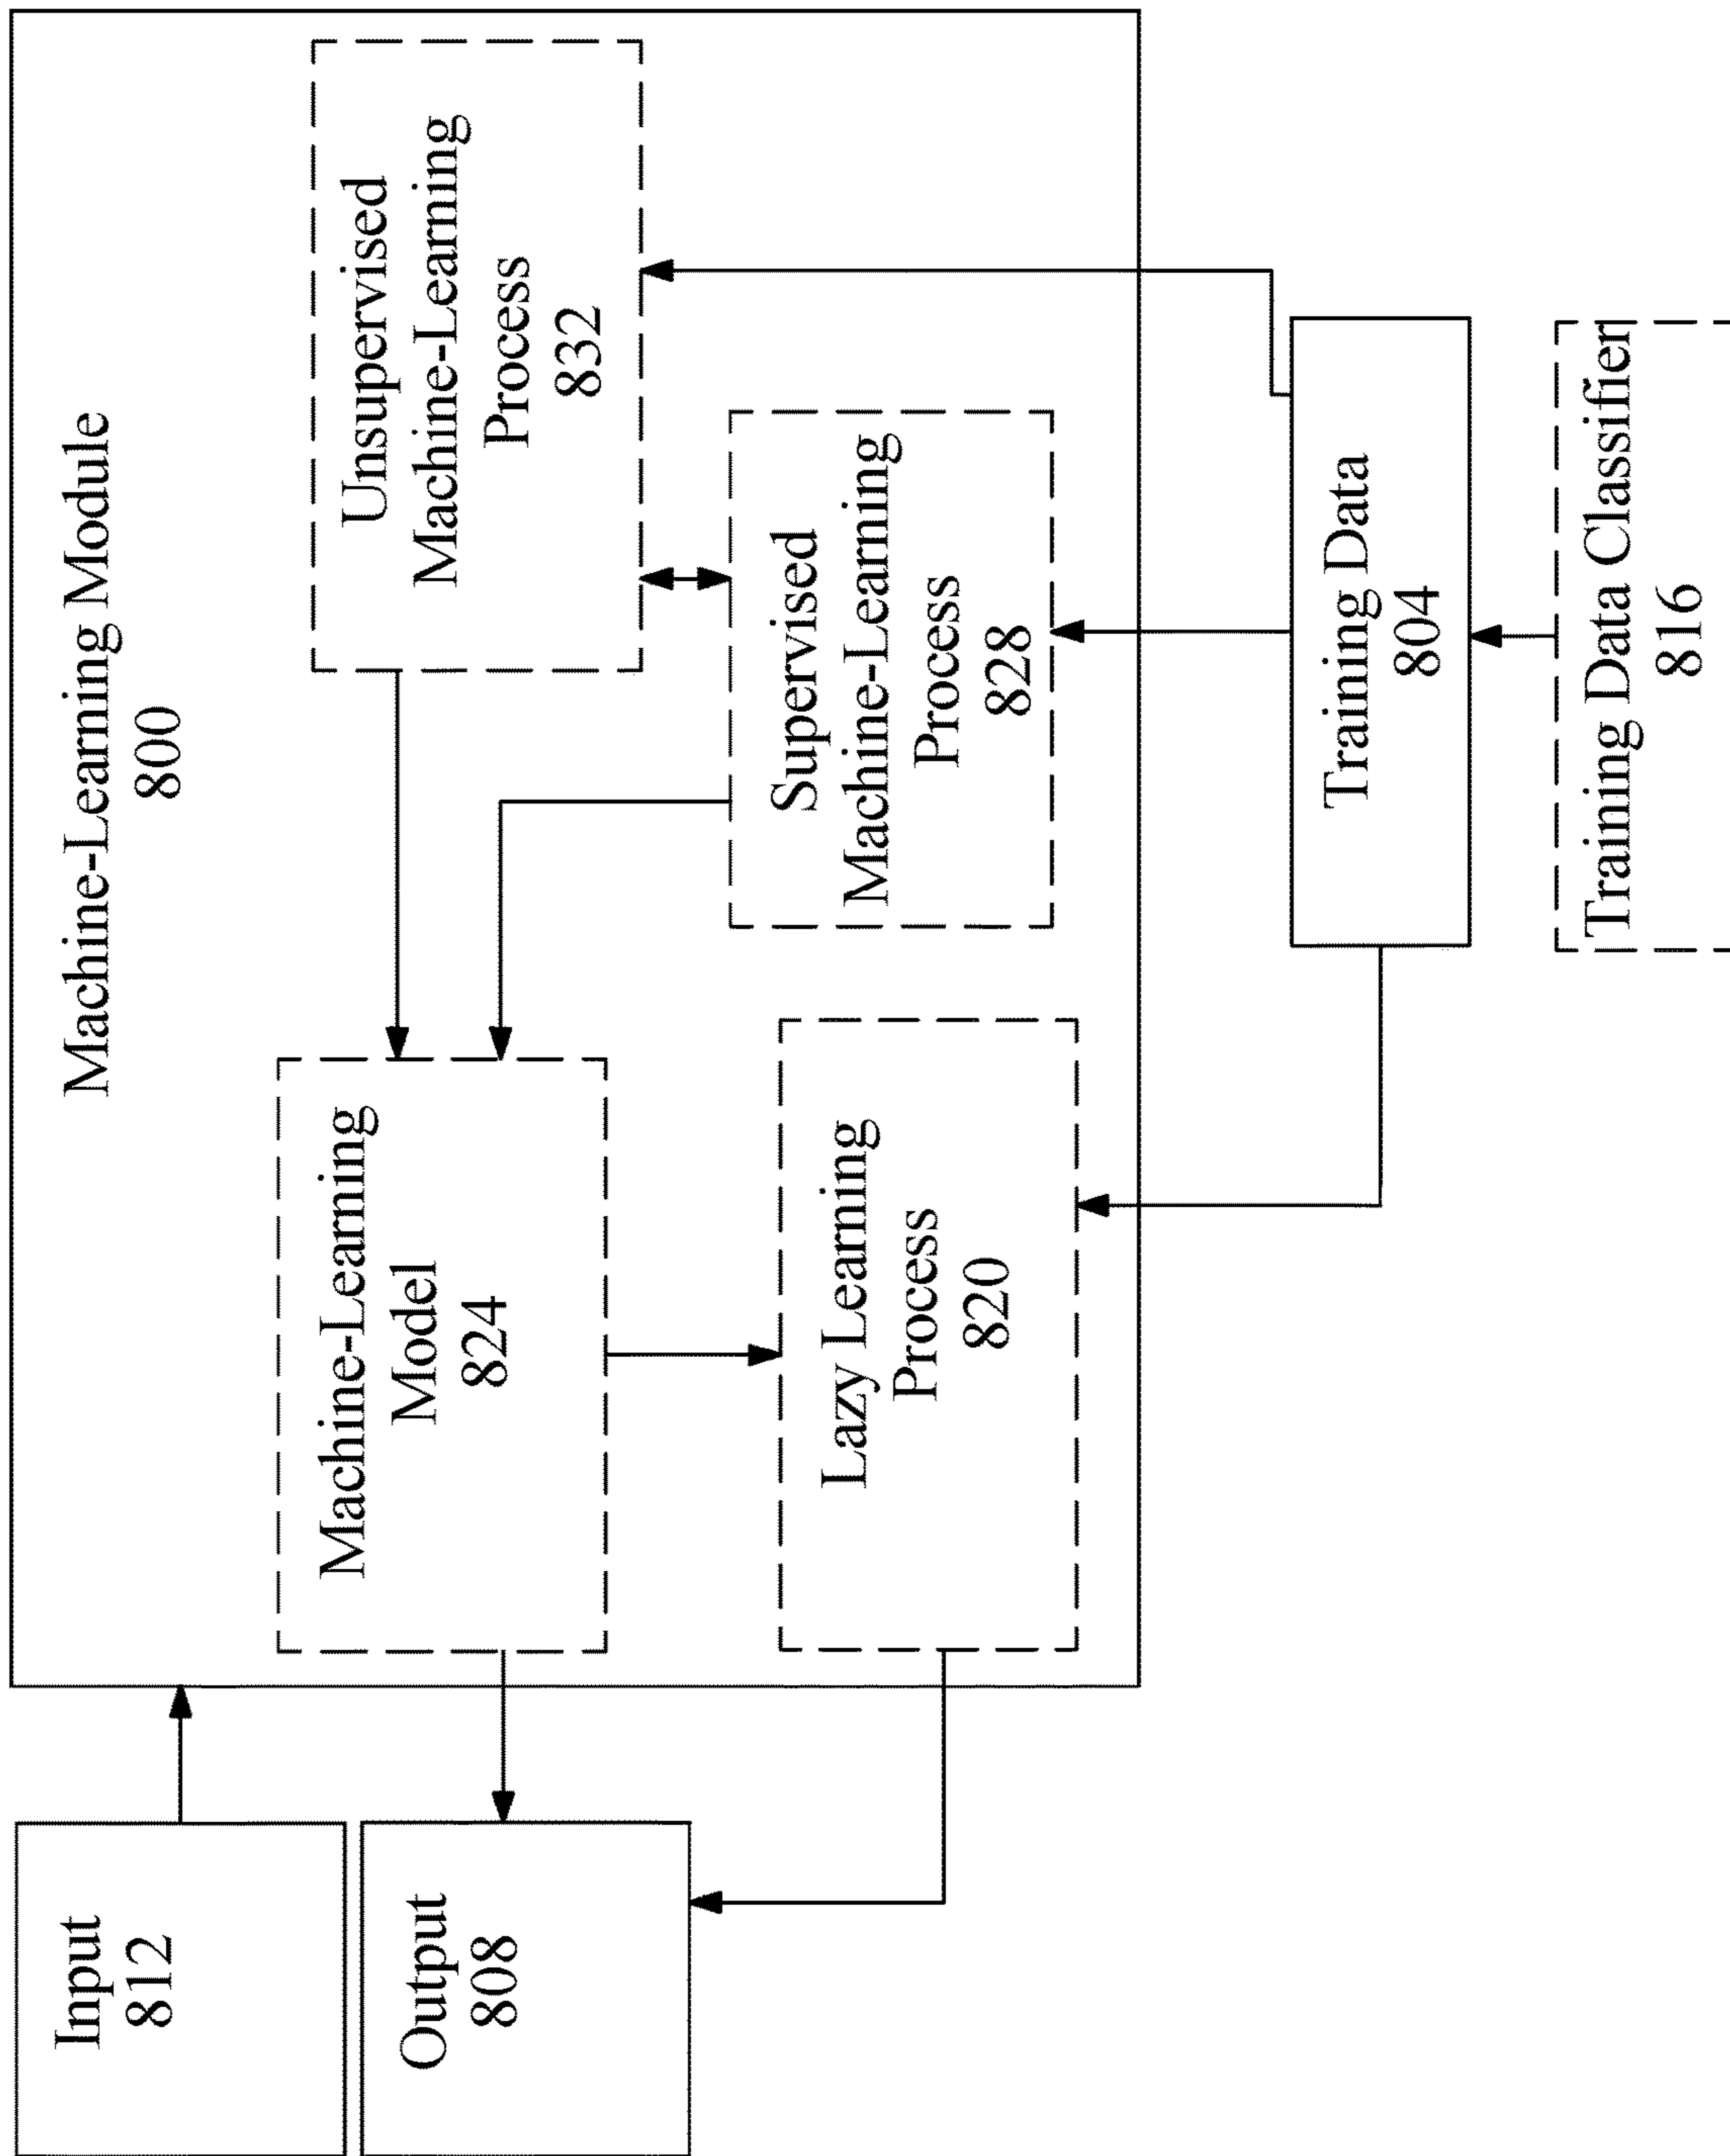 Machine-Learning Module
800
Input
812
Output
808
Machine-Learning
Model
824
Unsupervised
Machine-Learning
Process
832
Lazy Learning
Process
820
Supervised
Machine-Learning
Process
828
Training Data
804
Training Data Classifier
816